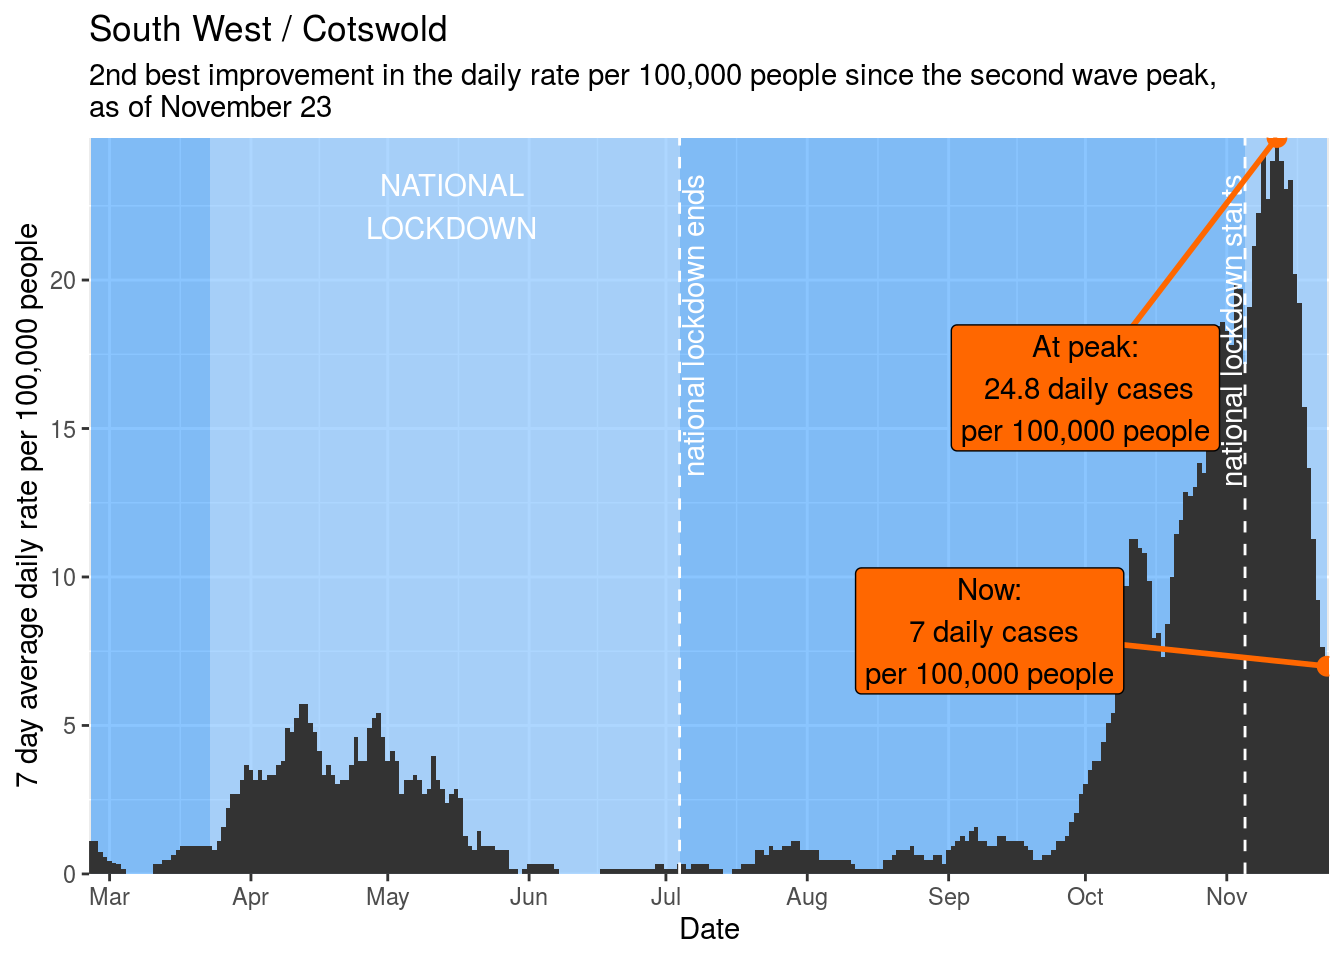 South West / Cotswold
2nd best improvement in the daily rate per 100,000 people since the second wave peak,
as of November 23
7 day average daily rate per 100,000 people
20
15
10
5
0
NATIONAL
LOCKDOWN
national lockdown ends
national lockdown starts
At peak:
24.8 daily cases
per 100,000 people
Now:
7 daily cases
per 100,000 people
Mar
Apr
May
Jun
Jul
Aug
Sep
Oct
Nov
Date